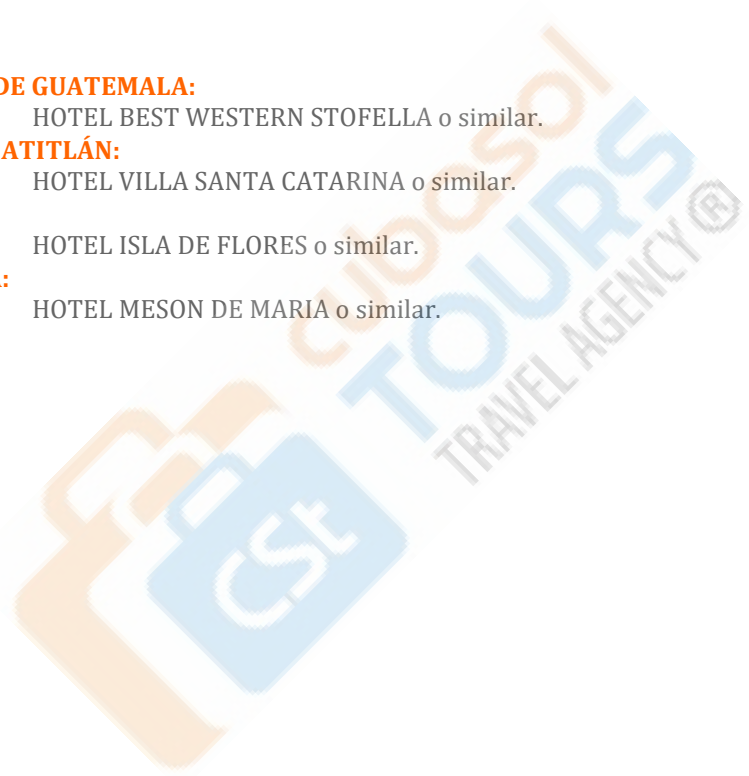 DE GUATEMALA:
HOTEL BEST WESTERN STOFELLA o similar.
ATITLÁN:
HOTEL VILLA SANTA CATARINA o similar.
HOTEL ISLA DE FLORES o similar.
:
HOTEL MESON DE MARIA o similar.
cubasol
TOURS
TRAVEL AGENCY ®
CSt